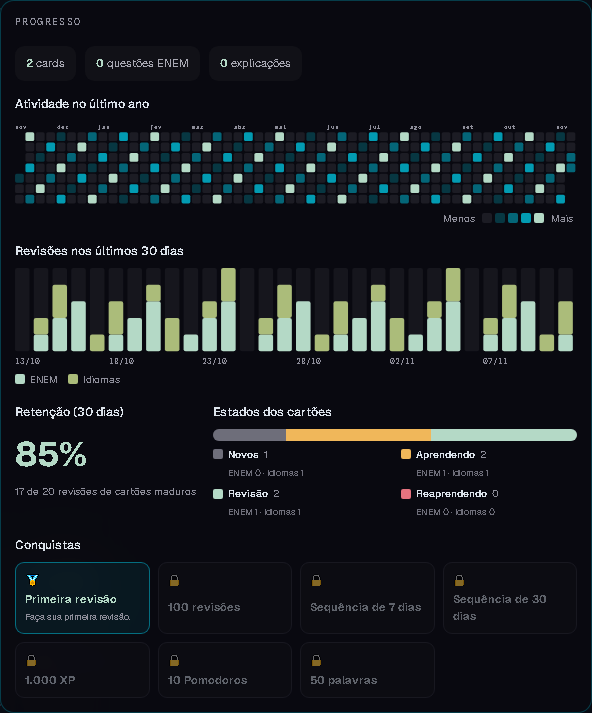 PROGRESSO
2 cards
0 questões ENEM
0 explicações
Atividade no último ano
nov dez jan fev mar abr mai jun jul ago set out nov
Menos
Mais
Revisões nos últimos 30 dias
13/10 18/10 23/10 28/10 02/11 07/11
ENEM
Idiomas
Retenção (30 dias)
85%
17 de 20 revisões de cartões maduros
Estados dos cartões
Novos 1
ENEM 0 · Idiomas 1
Aprendendo 2
ENEM 1 · Idiomas 1
Revisão 2
ENEM 1 · Idiomas 1
Reaprendendo 0
ENEM 0 · Idiomas 0
Conquistas
Primeira revisão
Faça sua primeira revisão.
100 revisões
Sequência de 7 dias
Sequência de 30
dias
1.000 XP
10 Pomodoros
50 palavras